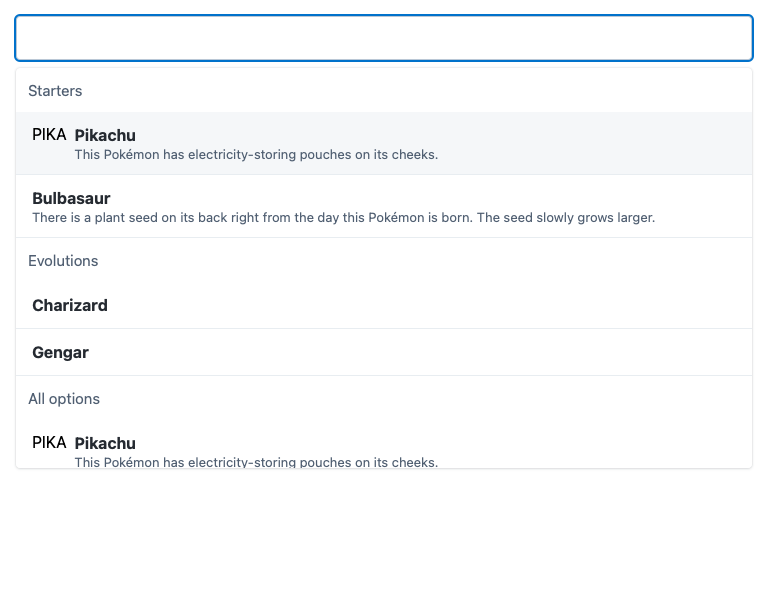 Starters
PIKA Pikachu
This Pokémon has electricity-storing pouches on its cheeks.
Bulbasaur
There is a plant seed on its back right from the day this Pokémon is born. The seed slowly grows larger.
Evolutions
Charizard
Gengar
All options
PIKA Pikachu
This Pokémon has electricity-storing pouches on its cheeks.